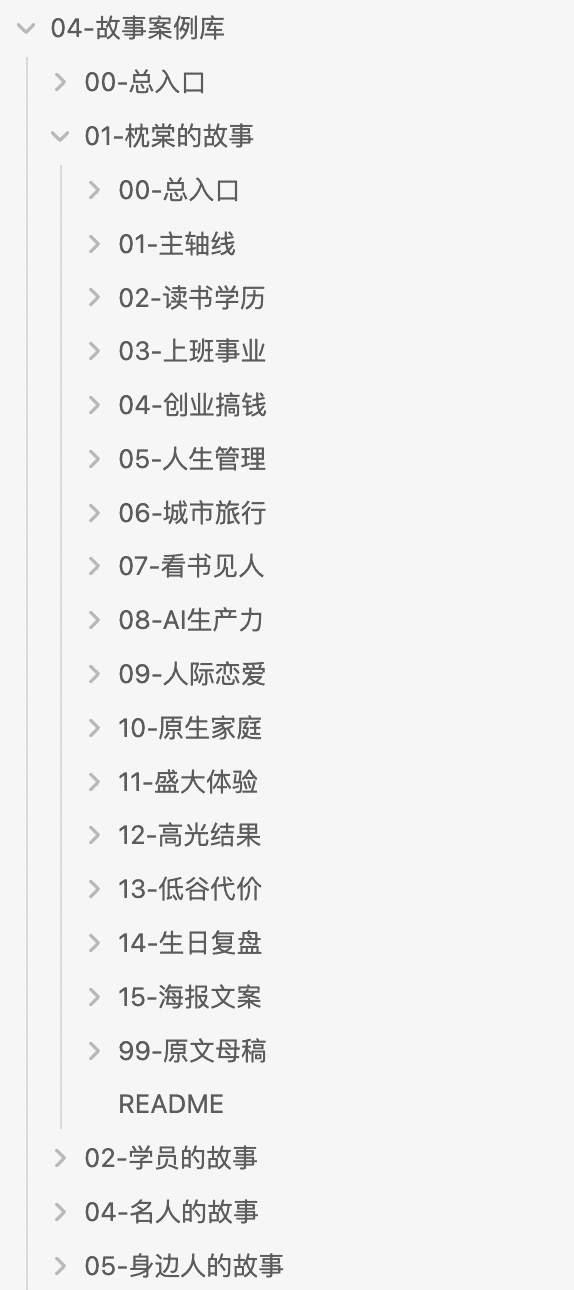 04-故事案例库
00-总入口
01-枕棠的故事
00-总入口
01-主轴线
02-读书学历
03-上班事业
04-创业搞钱
05-人生管理
06-城市旅行
07-看书见人
08-AI生产力
09-人际恋爱
10-原生家庭
11-盛大体验
12-高光结果
13-低谷代价
14-生日复盘
15-海报文案
99-原文母稿
README
02-学员的故事
04-名人的故事
05-身边人的故事